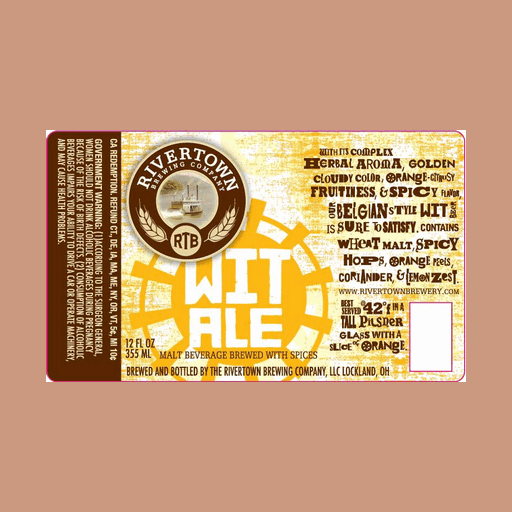 CA REDEMPTION. REFUND CT, DE, IA, MA, ME, NY, OR, VT, 5¢, MI 10¢
GOVERNMENT WARNING: (1) ACCORDING TO THE SURGEON GENERAL,
WOMEN SHOULD NOT DRINK ALCOHOLIC BEVERAGES DURING PREGNANCY
BECAUSE OF THE RISK OF BIRTH DEFECTS. (2) CONSUMPTION OF ALCOHOLIC
BEVERAGES IMPAIRS YOUR ABILITY TO DRIVE A CAR OR OPERATE MACHINERY,
AND MAY CAUSE HEALTH PROBLEMS.
RIVERTOWN
BREWING COMPANY
RTB
WIT
ALE
12 FL OZ
355 ML
MALT BEVERAGE BREWED WITH SPICES
BREWED AND BOTTLED BY THE RIVERTOWN BREWING COMPANY, LLC LOCKLAND, OH
WITH ITS COMPLEX
HERBAL AROMA, GOLDEN
CLOUDY COLOR, ORANGE-CITRUSY
FRUITINESS, & SPICY FLAVOR,
OUR BELGIAN STYLE WIT BIER
IS SURE TO SATISFY. CONTAINS
WHEAT MALT, SPICY
HOPS, ORANGE PEELS,
CORIANDER, & LEMON ZEST.
WWW.RIVERTOWNBREWERY.COM
BEST SERVED @ 42°F IN A
TALL PILSNER
GLASS WITH A
SLICE OF ORANGE.